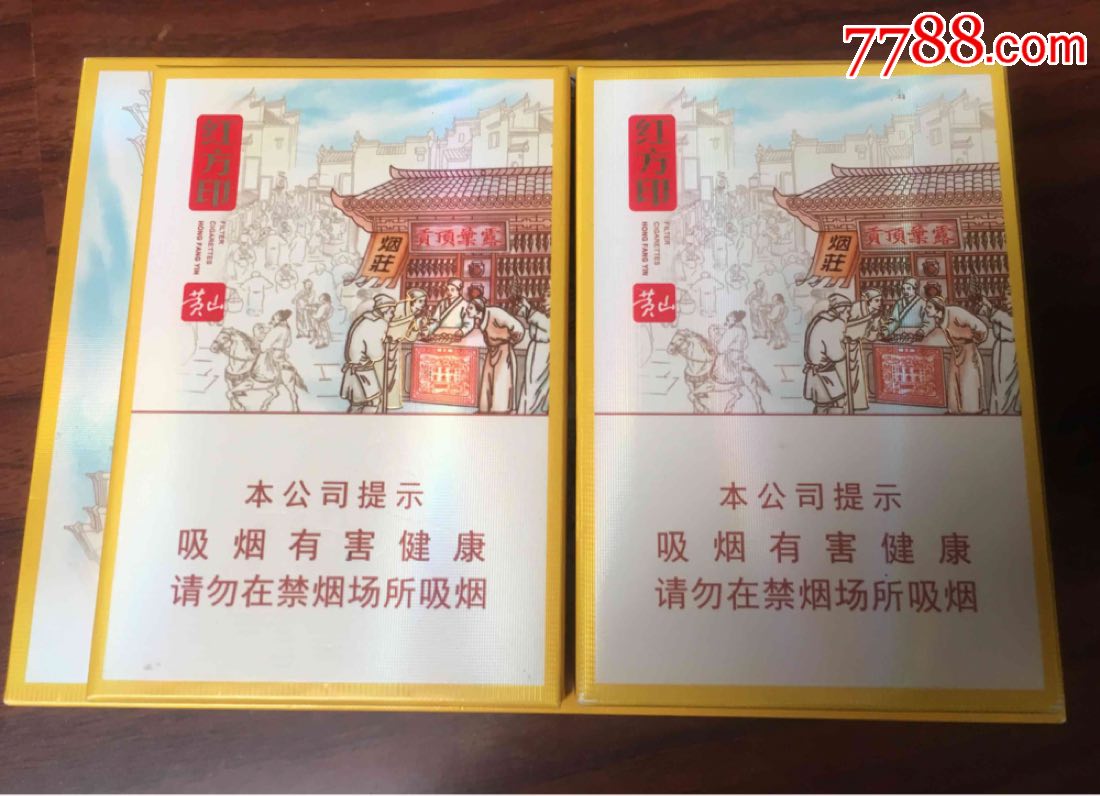 7788.com
红方印
FILTER
CIGARETTES
HONG FANG YIN
黄山
烟莊
貢頂葉露
本公司提示
吸烟有害健康
请勿在禁烟场所吸烟
红方印
FILTER
CIGARETTES
HONG FANG YIN
黄山
烟莊
貢頂葉露
本公司提示
吸烟有害健康
请勿在禁烟场所吸烟